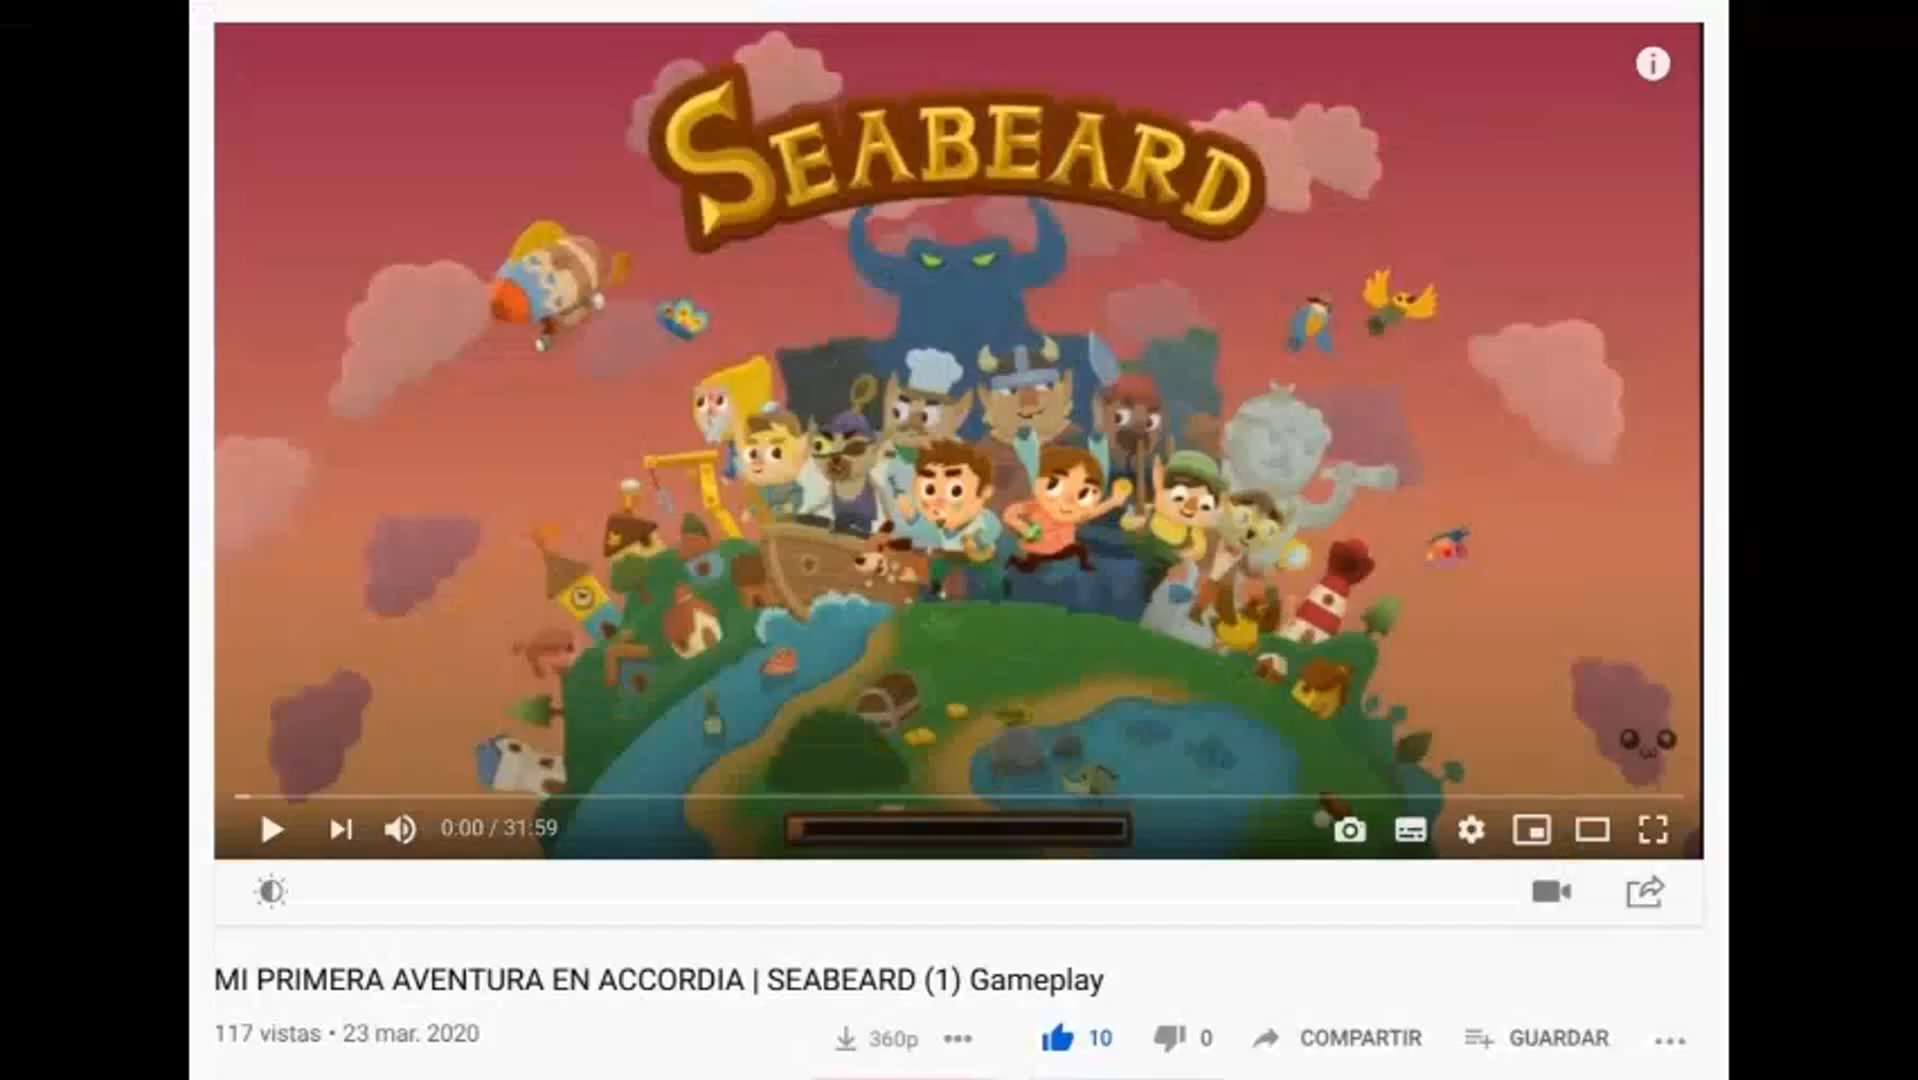 SEABEARD
i
0:00 / 31:59
MI PRIMERA AVENTURA EN ACCORDIA | SEABEARD (1) Gameplay
117 vistas • 23 mar. 2020
360p
10
0
COMPARTIR
GUARDAR